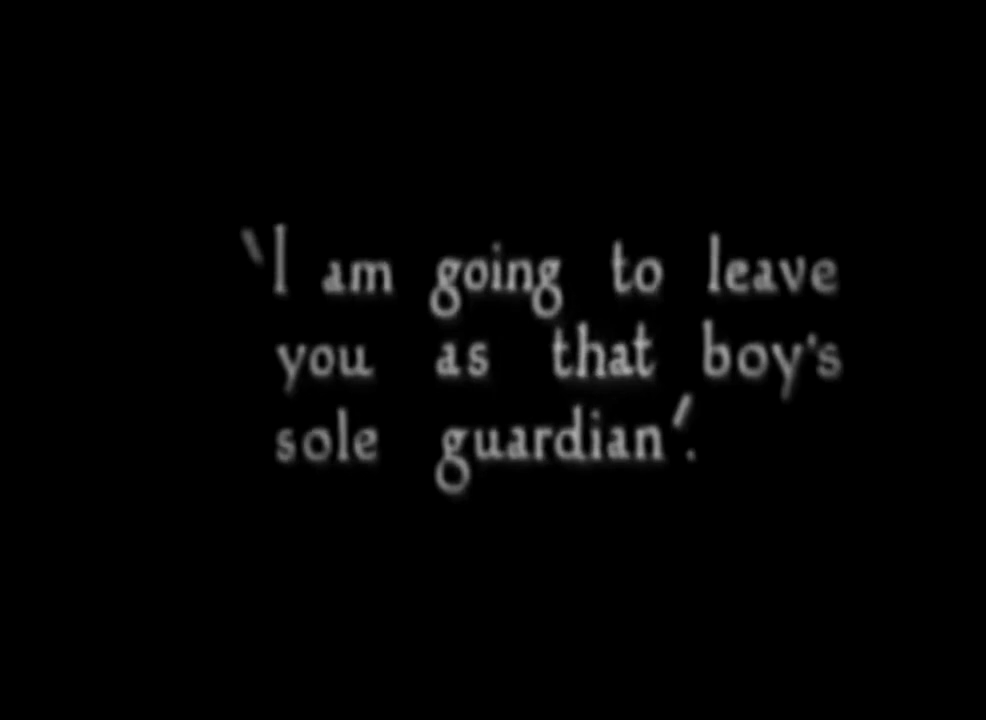 ‘I am going to leave
you as that boy's
sole guardian’.